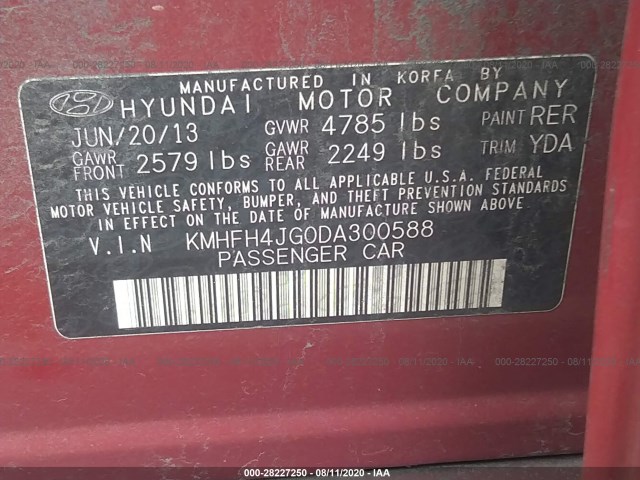 MANUFACTURED IN KOREA BY
HYUNDAI MOTOR COMPANY
JUN/20/13 GVWR 4785 lbs PAINT RER
GAWR FRONT 2579 lbs GAWR REAR 2249 lbs TRIM YDA
THIS VEHICLE CONFORMS TO ALL APPLICABLE U.S.A. FEDERAL
MOTOR VEHICLE SAFETY, BUMPER, AND THEFT PREVENTION STANDARDS
IN EFFECT ON THE DATE OF MANUFACTURE SHOWN ABOVE.
V.I.N KMHFH4JG0DA300588
PASSENGER CAR
000-28227250 - 08/11/2020 - IAA